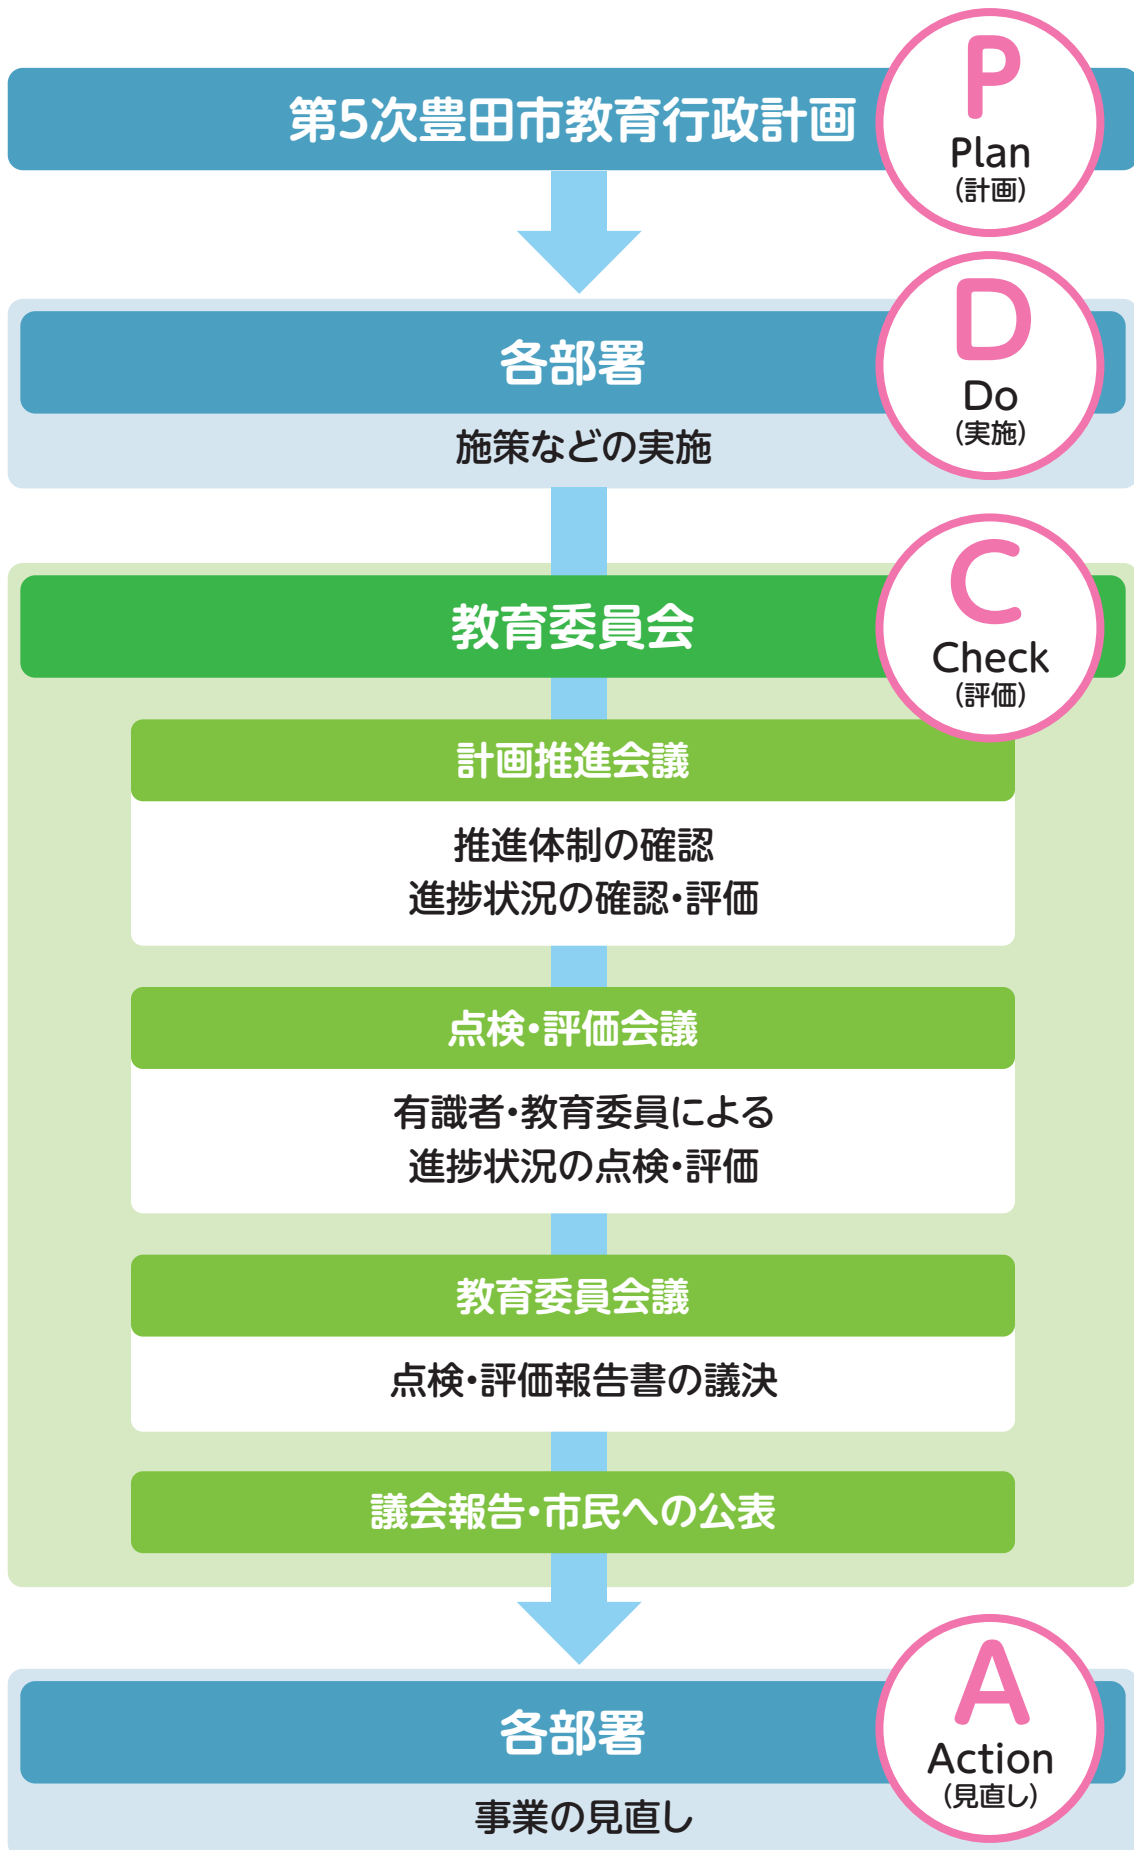 第5次豊田市教育行政計画
P
Plan
(計画)
各部署
施策などの実施
D
Do
(実施)
教育委員会
C
Check
(評価)
計画推進会議
推進体制の確認
進捗状況の確認・評価
点検・評価会議
有識者・教育委員による
進捗状況の点検・評価
教育委員会議
点検・評価報告書の議決
議会報告・市民への公表
各部署
事業の見直し
A
Action
(見直し)